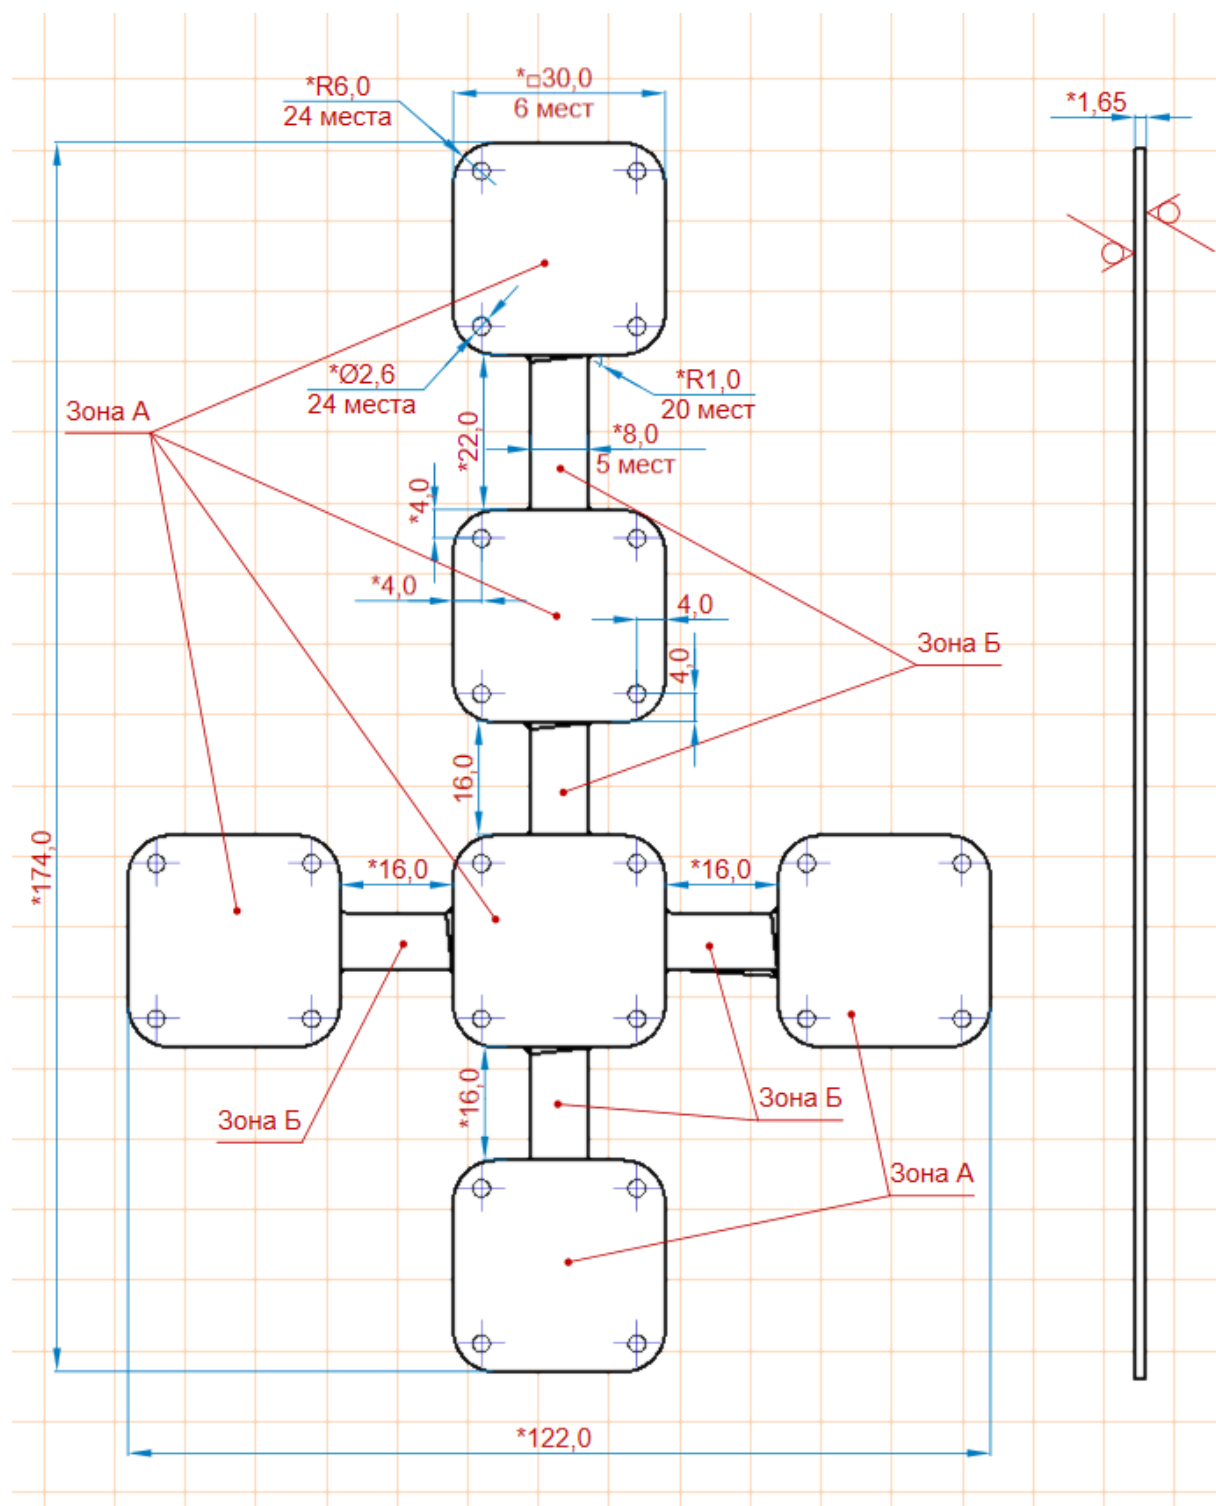 *R6,0
24 места
*□30,0
6 мест
*1,65
*Ø2,6
24 места
*R1,0
20 мест
Зона А
*22,0
*8,0
5 мест
*4,0
*4,0
4,0
4,0
Зона Б
16,0
*174,0
*16,0
*16,0
*16,0
Зона Б
Зона Б
Зона А
*122,0